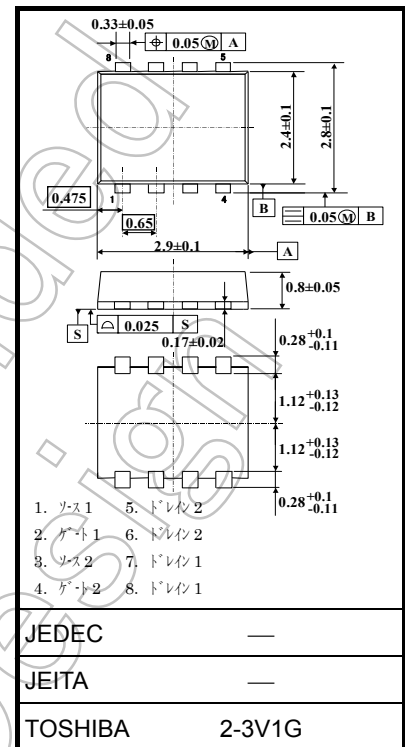 0.33±0.05
8
⌖ 0.05Ⓜ A
5
2.4±0.1
2.8±0.1
0.475
1
4
B
⌯ 0.05Ⓜ B
0.65
2.9±0.1
A
0.8±0.05
S
⌓ 0.025 S
0.17±0.02
0.28 +0.1 -0.11
1.12 +0.13 -0.12
1.12 +0.13 -0.12
0.28 +0.1 -0.11
1. ソース1 5. ドレイン2
2. ゲート1 6. ドレイン2
3. ソース2 7. ドレイン1
4. ゲート2 8. ドレイン1
JEDEC ―
JEITA ―
TOSHIBA 2-3V1G